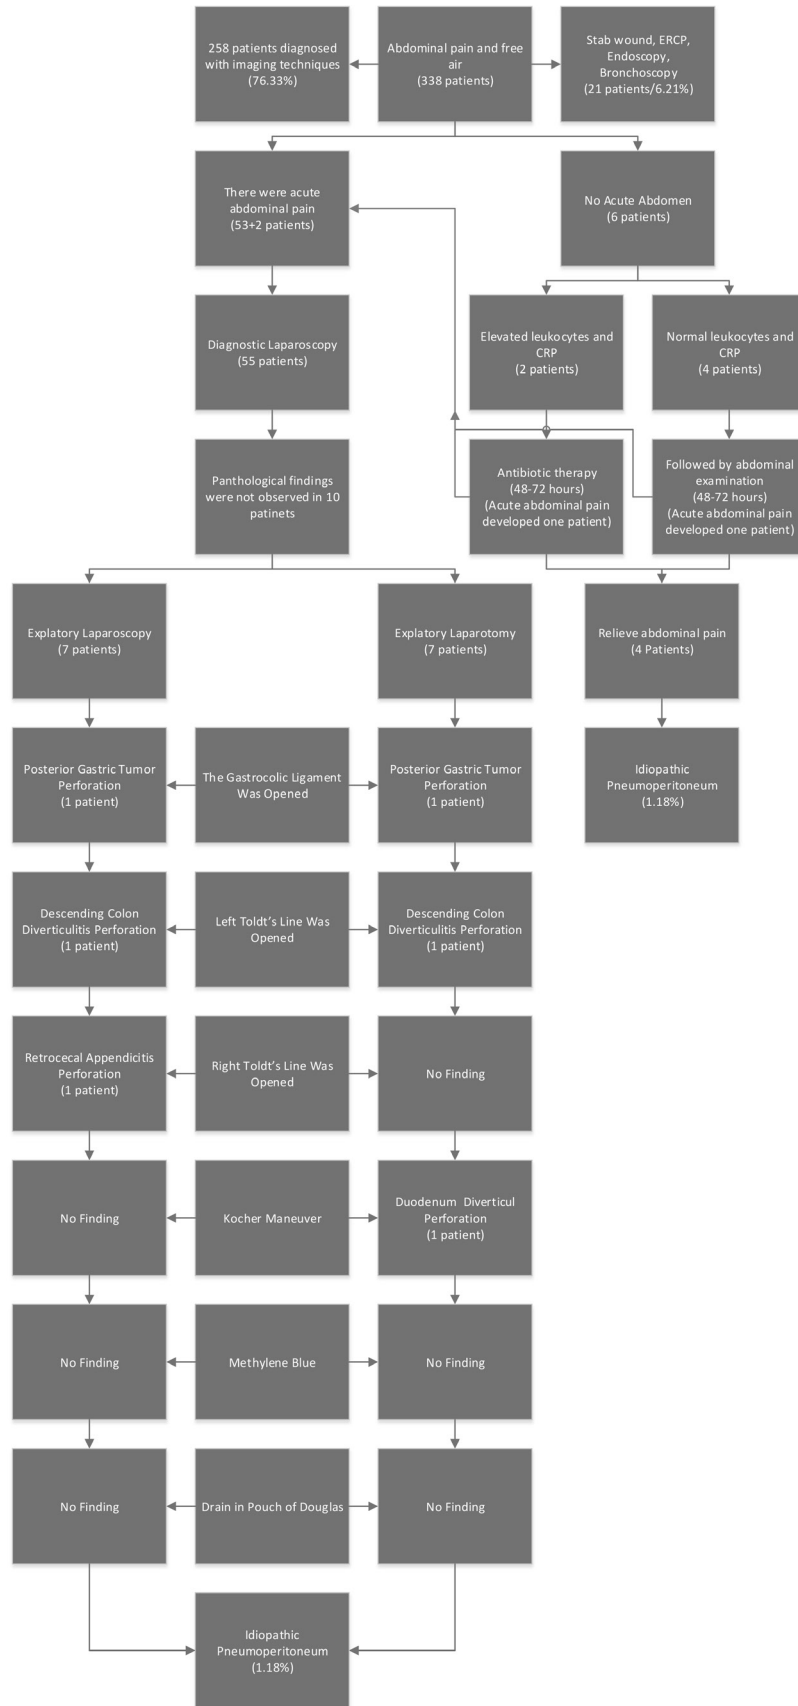 258 patients diagnosed
with imaging techniques
(76.33%)
Abdominal pain and free
air
(338 patients)
Stab wound, ERCP,
Endoscopy,
Bronchoscopy
(21 patients/6.21%)
There were acute
abdominal pain
(53+2 patients)
No Acute Abdomen
(6 patients)
Diagnostic Laparoscopy
(55 patients)
Elevated leukocytes and
CRP
(2 patients)
Normal leukocytes and
CRP
(4 patients)
Panthological findings
were not observed in 10
patinets
Antibiotic therapy
(48-72 hours)
(Acute abdominal pain
developed one patient)
Followed by abdominal
examination
(48-72 hours)
(Acute abdominal pain
developed one patient)
Explatory Laparoscopy
(7 patients)
Explatory Laparotomy
(7 patients)
Relieve abdominal pain
(4 Patients)
Posterior Gastric Tumor
Perforation
(1 patient)
The Gastrocolic Ligament
Was Opened
Posterior Gastric Tumor
Perforation
(1 patient)
Idiopathic
Pneumoperitoneum
(1.18%)
Descending Colon
Diverticulitis Perforation
(1 patient)
Left Toldt's Line Was
Opened
Descending Colon
Diverticulitis Perforation
(1 patient)
Retrocecal Appendicitis
Perforation
(1 patient)
Right Toldt's Line Was
Opened
No Finding
No Finding
Kocher Maneuver
Duodenum Diverticul
Perforation
(1 patient)
No Finding
Methylene Blue
No Finding
No Finding
Drain in Pouch of Douglas
No Finding
Idiopathic
Pneumoperitoneum
(1.18%)